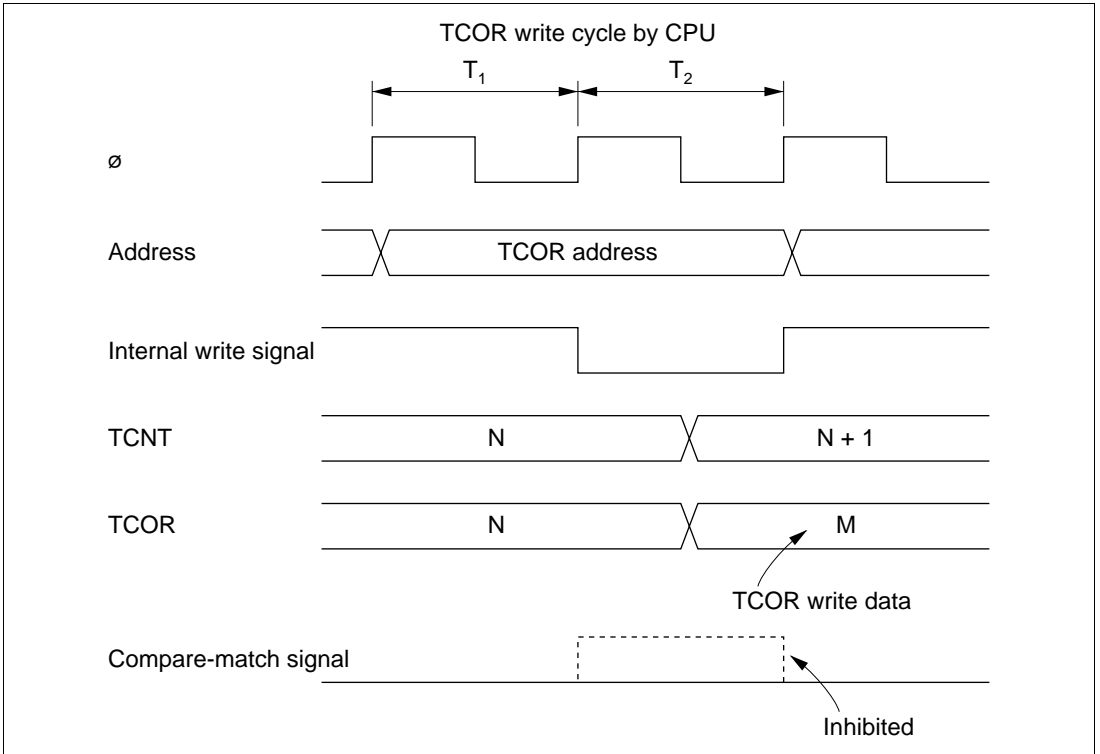 TCOR write cycle by CPU
T1 T2
ø
Address TCOR address
Internal write signal
TCNT N N + 1
TCOR N M
TCOR write data
Compare-match signal
Inhibited